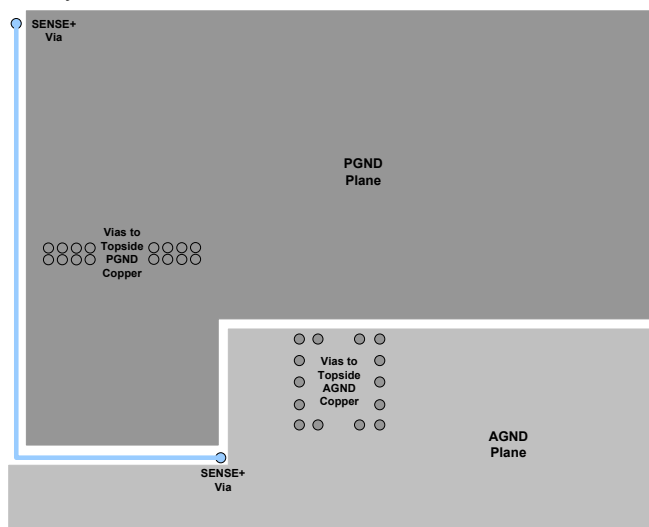 SENSE+
Via
PGND
Plane
Vias to
Topside
PGND
Copper
Vias to
Topside
AGND
Copper
AGND
Plane
SENSE+
Via